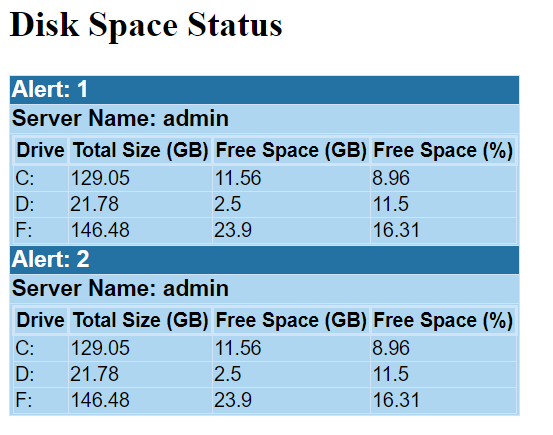 Disk Space Status
Alert: 1
Server Name: admin
Drive Total Size (GB) Free Space (GB) Free Space (%)
C: 129.05 11.56 8.96
D: 21.78 2.5 11.5
F: 146.48 23.9 16.31
Alert: 2
Server Name: admin
Drive Total Size (GB) Free Space (GB) Free Space (%)
C: 129.05 11.56 8.96
D: 21.78 2.5 11.5
F: 146.48 23.9 16.31